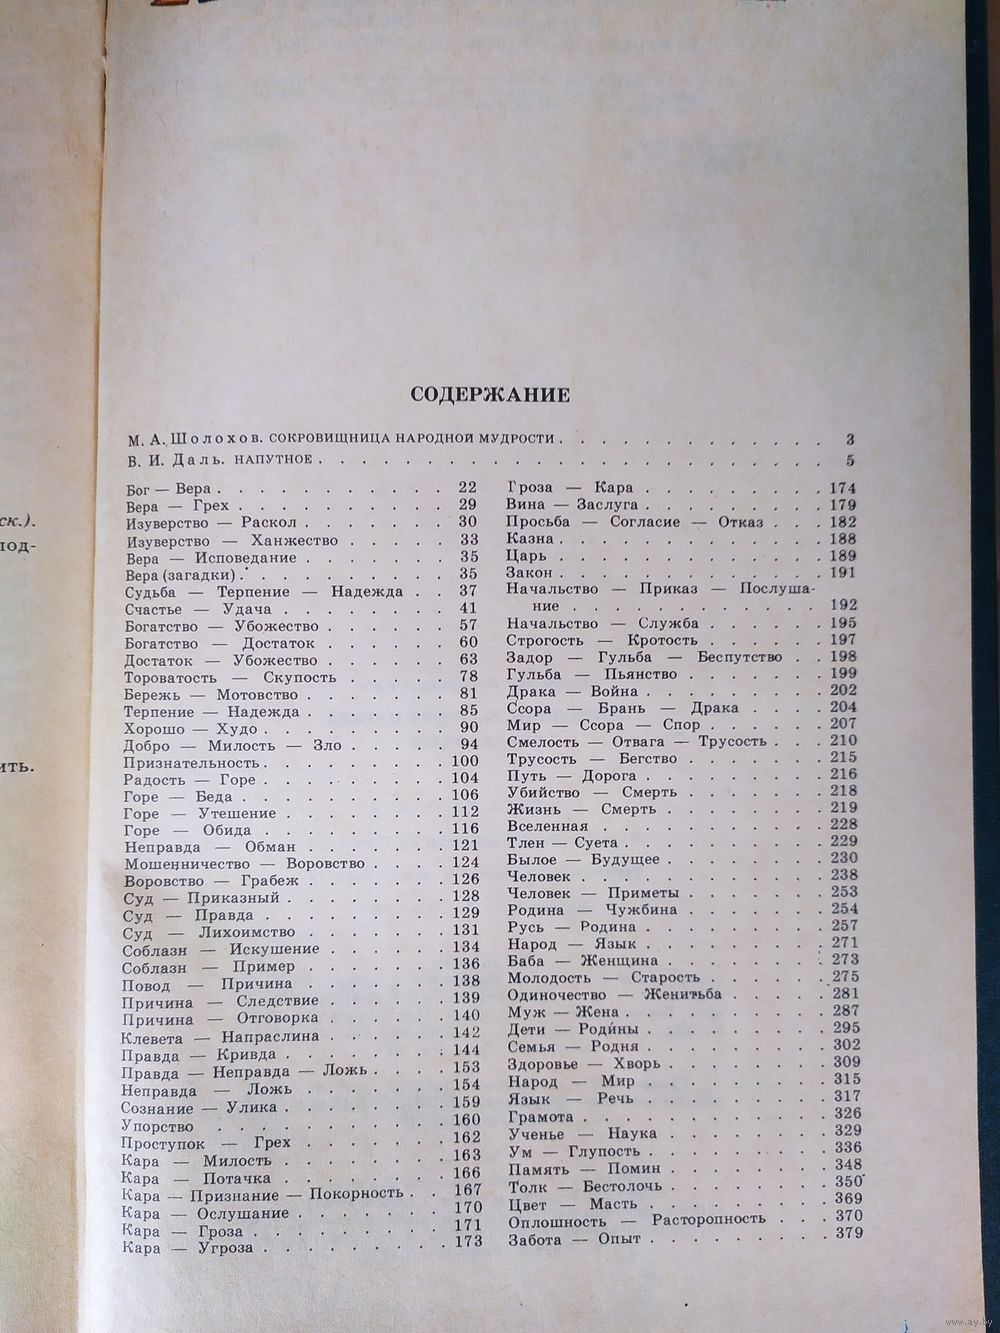 ск.).
под-
ить.
СОДЕРЖАНИЕ
М. А. Шолохов. СОКРОВИЩНИЦА НАРОДНОЙ МУДРОСТИ . . . . . . . . . . . . 3
В. И. Даль. НАПУТНОЕ . . . . . . . . . . . . . . . . . . . . . . . 5
Бог — Вера . . . . . . . . . . . 22
Вера — Грех . . . . . . . . . . 29
Изуверство — Раскол . . . . . . . 30
Изуверство — Ханжество . . . . . 33
Вера — Исповедание . . . . . . . 35
Вера (загадки) . . . . . . . . . . 35
Судьба — Терпение — Надежда . . 37
Счастье — Удача . . . . . . . . 41
Богатство — Убожество . . . . . . 57
Богатство — Достаток . . . . . . 60
Достаток — Убожество . . . . . . 63
Тороватость — Скупость . . . . . 78
Бережь — Мотовство . . . . . . . 81
Терпение — Надежда . . . . . . . 85
Хорошо — Худо . . . . . . . . . 90
Добро — Милость — Зло . . . . . 94
Признательность . . . . . . . . . 100
Радость — Горе . . . . . . . . . 104
Горе — Беда . . . . . . . . . . 106
Горе — Утешение . . . . . . . . 112
Горе — Обида . . . . . . . . . 116
Неправда — Обман . . . . . . . 121
Мошенничество — Воровство . . . . 124
Воровство — Грабеж . . . . . . . 126
Суд — Приказный . . . . . . . . 128
Суд — Правда . . . . . . . . . 129
Суд — Лихоимство . . . . . . . 131
Соблазн — Искушение . . . . . . 134
Соблазн — Пример . . . . . . . 136
Повод — Причина . . . . . . . 138
Причина — Следствие . . . . . . 139
Причина — Отговорка . . . . . . 140
Клевета — Напраслина . . . . . . 142
Правда — Кривда . . . . . . . . 144
Правда — Неправда — Ложь . . . . 153
Неправда — Ложь . . . . . . . 154
Сознание — Улика . . . . . . . . 159
Упорство . . . . . . . . . . . 160
Проступок — Грех . . . . . . . 162
Кара — Милость . . . . . . . . 163
Кара — Потачка . . . . . . . . 166
Кара — Признание — Покорность . . 167
Кара — Ослушание . . . . . . . 170
Кара — Гроза . . . . . . . . . 171
Кара — Угроза . . . . . . . . . 173
Гроза — Кара . . . . . . . . . 174
Вина — Заслуга . . . . . . . . . 179
Просьба — Согласие — Отказ . . . 182
Казна . . . . . . . . . . . . . 188
Царь . . . . . . . . . . . . . 189
Закон . . . . . . . . . . . . . 191
Начальство — Приказ — Послуша-
ние . . . . . . . . . . . . 192
Начальство — Служба . . . . . . 195
Строгость — Кротость . . . . . . 197
Задор — Гульба — Беспутство . . 198
Гульба — Пьянство . . . . . . . 199
Драка — Война . . . . . . . . . 202
Ссора — Брань — Драка . . . . 204
Мир — Ссора — Спор . . . . . . 207
Смелость — Отвага — Трусость . . . 210
Трусость — Бегство . . . . . . . 215
Путь — Дорога . . . . . . . . . 216
Убийство — Смерть . . . . . . . 218
Жизнь — Смерть . . . . . . . . 219
Вселенная . . . . . . . . . . . 228
Тлен — Суета . . . . . . . . . 229
Былое — Будущее . . . . . . . . 230
Человек . . . . . . . . . . . . 238
Человек — Приметы . . . . . . . 253
Родина — Чужбина . . . . . . . 254
Русь — Родина . . . . . . . . . 257
Народ — Язык . . . . . . . . . 271
Баба — Женщина . . . . . . . . 273
Молодость — Старость . . . . . . 275
Одиночество — Женитьба . . . . . 281
Муж — Жена . . . . . . . . . . 287
Дети — Родины . . . . . . . . . 295
Семья — Родня . . . . . . . . . 302
Здоровье — Хворь . . . . . . . . 309
Народ — Мир . . . . . . . . . 315
Язык — Речь . . . . . . . . . 317
Грамота . . . . . . . . . . . . 326
Ученье — Наука . . . . . . . . 329
Ум — Глупость . . . . . . . . . 336
Память — Помин . . . . . . . . 348
Толк — Бестолочь . . . . . . . . 350
Цвет — Масть . . . . . . . . . 369
Оплошность — Расторопность . . . 370
Забота — Опыт . . . . . . . . . 379
www.ay.by